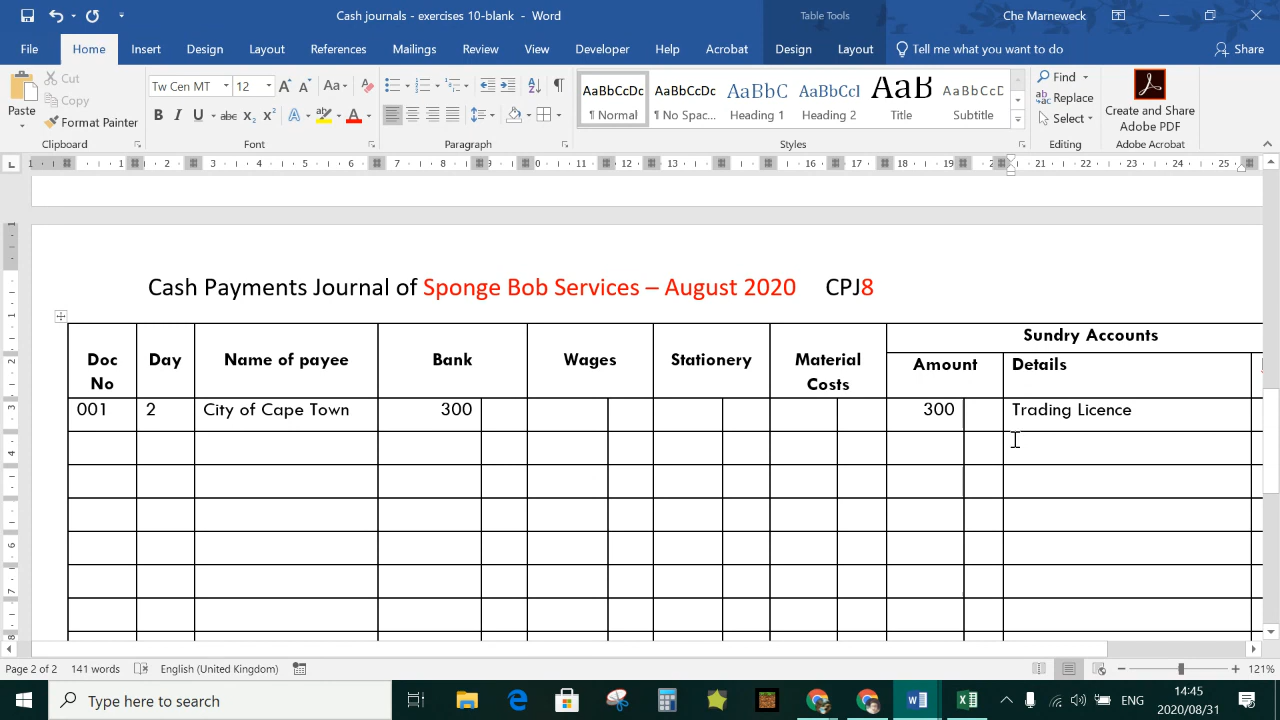 Cash journals - exercises 10-blank - Word
Table Tools
Che Marneweck
File Home Insert Design Layout References Mailings Review View Developer Help Acrobat Design Layout Tell me what you want to do Share
Paste
Cut
Copy
Format Painter
Clipboard
Tw Cen MT 12
Font
Paragraph
AaBbCcDc
¶ Normal
AaBbCcDc
¶ No Spac...
AaBbC
Heading 1
AaBbCcI
Heading 2
AaB
Title
AaBbCcD
Subtitle
Styles
Find
Replace
Select
Editing
Create and Share
Adobe PDF
Adobe Acrobat
Cash Payments Journal of Sponge Bob Services – August 2020 CPJ8
Doc
No
Day
Name of payee
Bank
Wages
Stationery
Material
Costs
Sundry Accounts
Amount
Details
001 2 City of Cape Town 300 300 Trading Licence
Page 2 of 2 141 words English (United Kingdom) 121%
Type here to search
ENG
14:45
2020/08/31